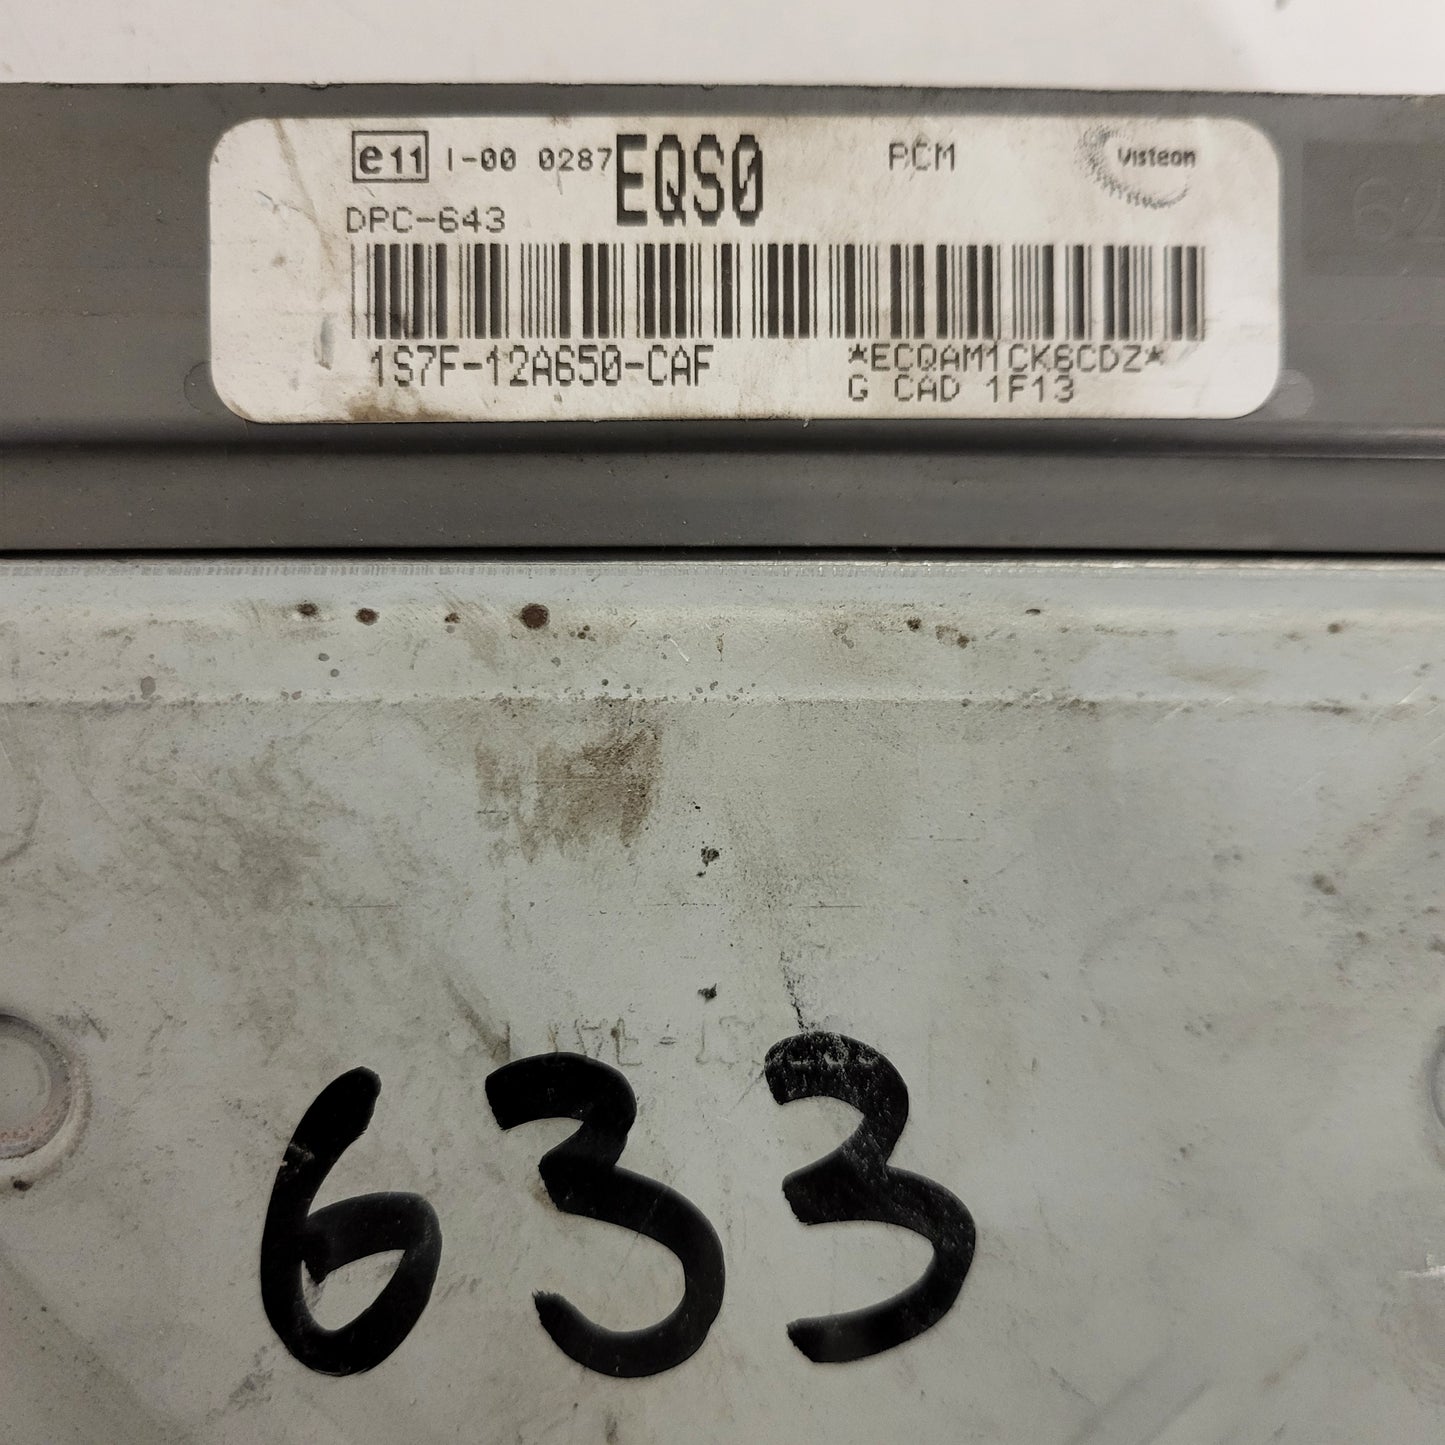 e11 I-00 0287 EQS0 PCM Visteon
DPC-643
1S7F-12A650-CAF *ECQAM1CK6CDZ*
G CAD 1F13
633